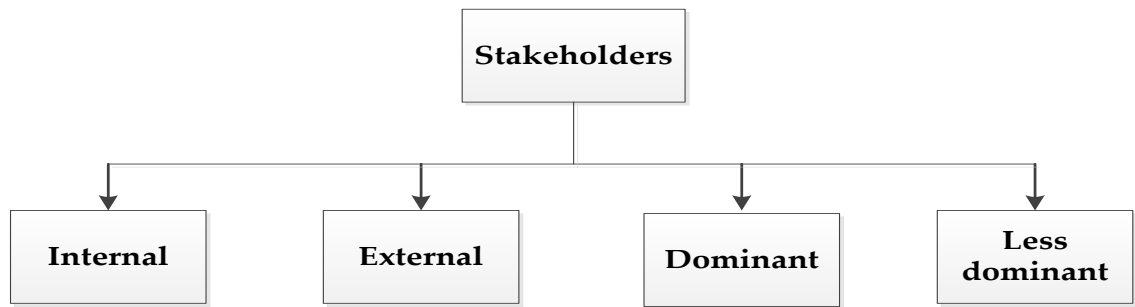 Stakeholders
Internal
External
Dominant
Less
dominant